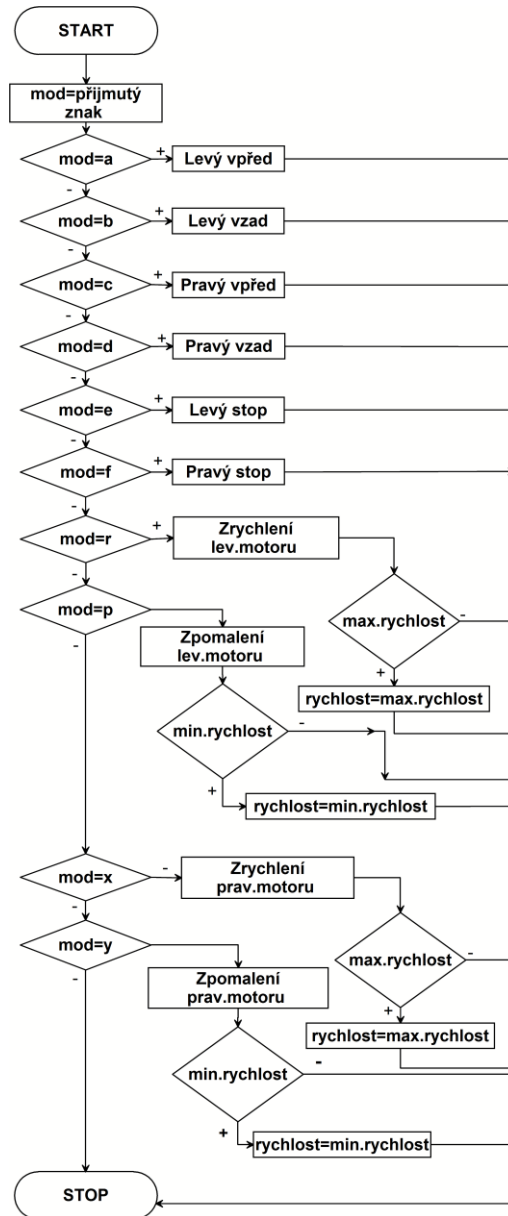 START
mod=přijmutý
znak
mod=a
+
Levý vpřed
-
mod=b
+
Levý vzad
-
mod=c
+
Pravý vpřed
-
mod=d
+
Pravý vzad
-
mod=e
+
Levý stop
-
mod=f
+
Pravý stop
-
mod=r
+
Zrychlení
lev.motoru
-
mod=p
-
Zpomalení
lev.motoru
max.rychlost
-
+
rychlost=max.rychlost
min.rychlost
-
+
rychlost=min.rychlost
mod=x
-
Zrychlení
prav.motoru
-
mod=y
-
Zpomalení
prav.motoru
max.rychlost
-
+
rychlost=max.rychlost
min.rychlost
-
+
rychlost=min.rychlost
STOP